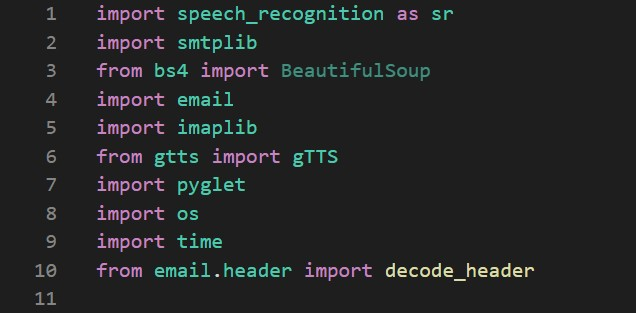 1 import speech_recognition as sr
2 import smtplib
3 from bs4 import BeautifulSoup
4 import email
5 import imaplib
6 from gtts import gTTS
7 import pyglet
8 import os
9 import time
10 from email.header import decode_header
11